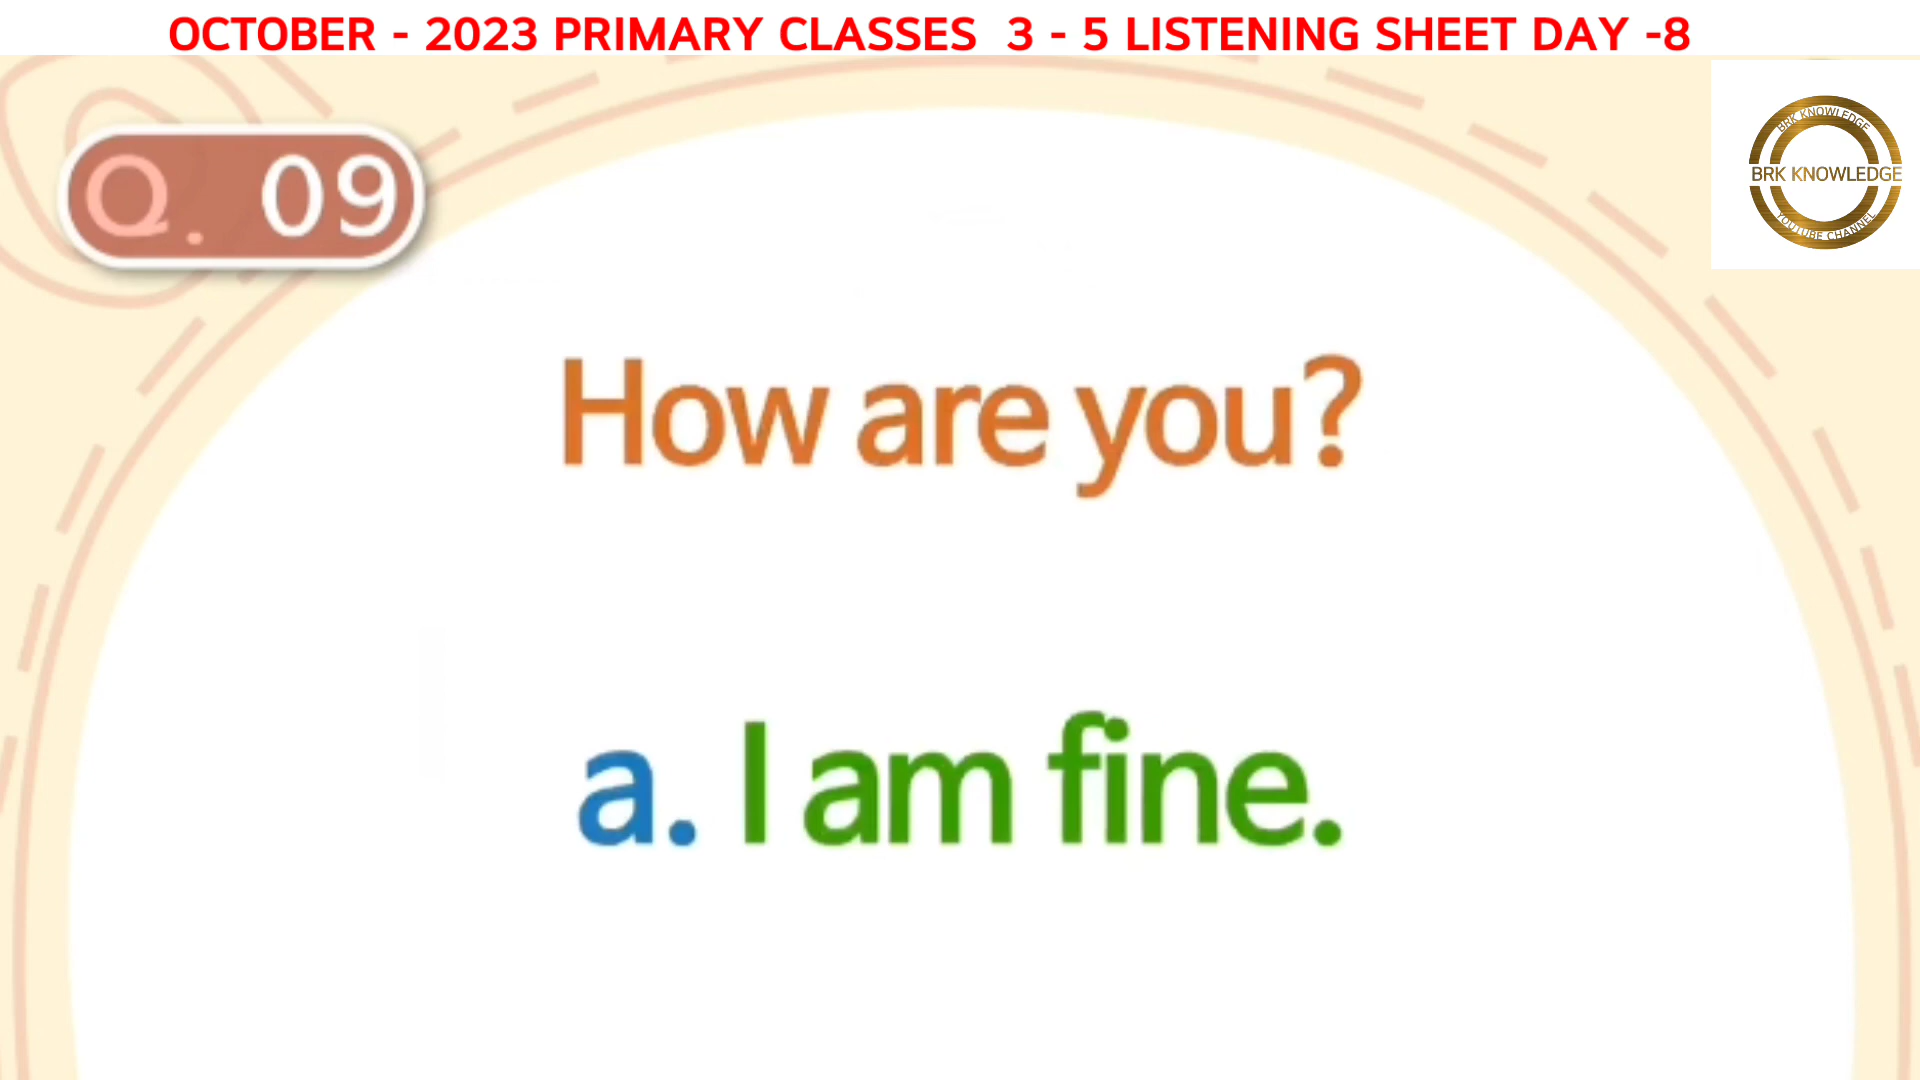 OCTOBER - 2023 PRIMARY CLASSES 3 - 5 LISTENING SHEET DAY -8
Q. 09
BRK KNOWLEDGE
BRK KNOWLEDGE
YOUTUBE CHANNEL
How are you?
a. I am fine.